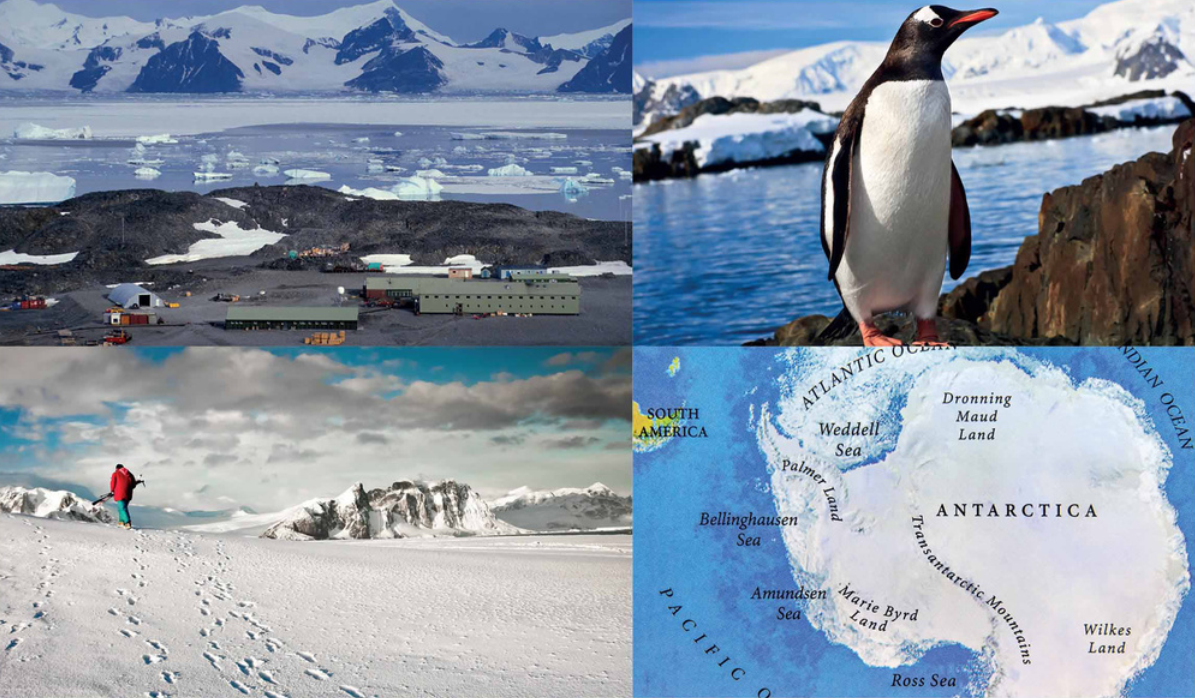 ATLANTIC OCEAN
INDIAN OCEAN
SOUTH
AMERICA
Dronning
Maud
Land
Weddell
Sea
Palmer Land
ANTARCTICA
Bellinghausen
Sea
Transantarctic Mountains
Amundsen
Sea
Marie Byrd
Land
PACIFIC O
Wilkes
Land
Ross Sea